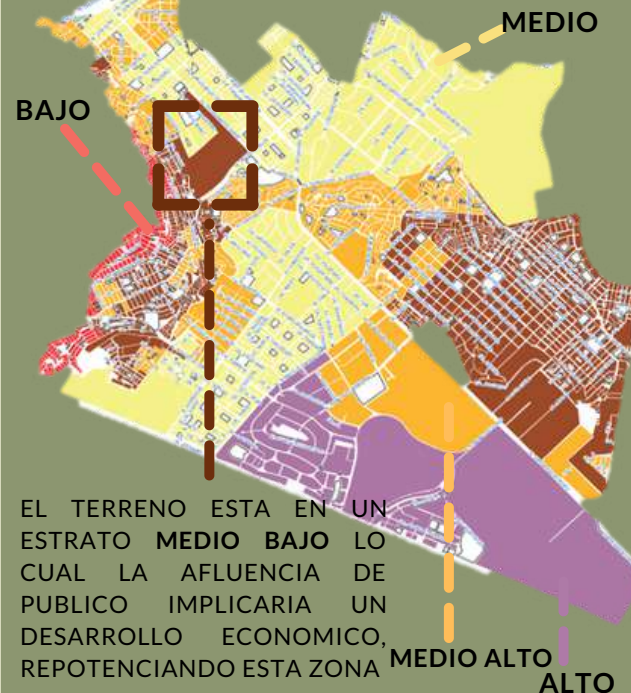 MEDIO
BAJO
EL TERRENO ESTA EN UN
ESTRATO MEDIO BAJO LO
CUAL LA AFLUENCIA DE
PUBLICO IMPLICARIA UN
DESARROLLO ECONOMICO,
REPOTENCIANDO ESTA ZONA
MEDIO ALTO
ALTO